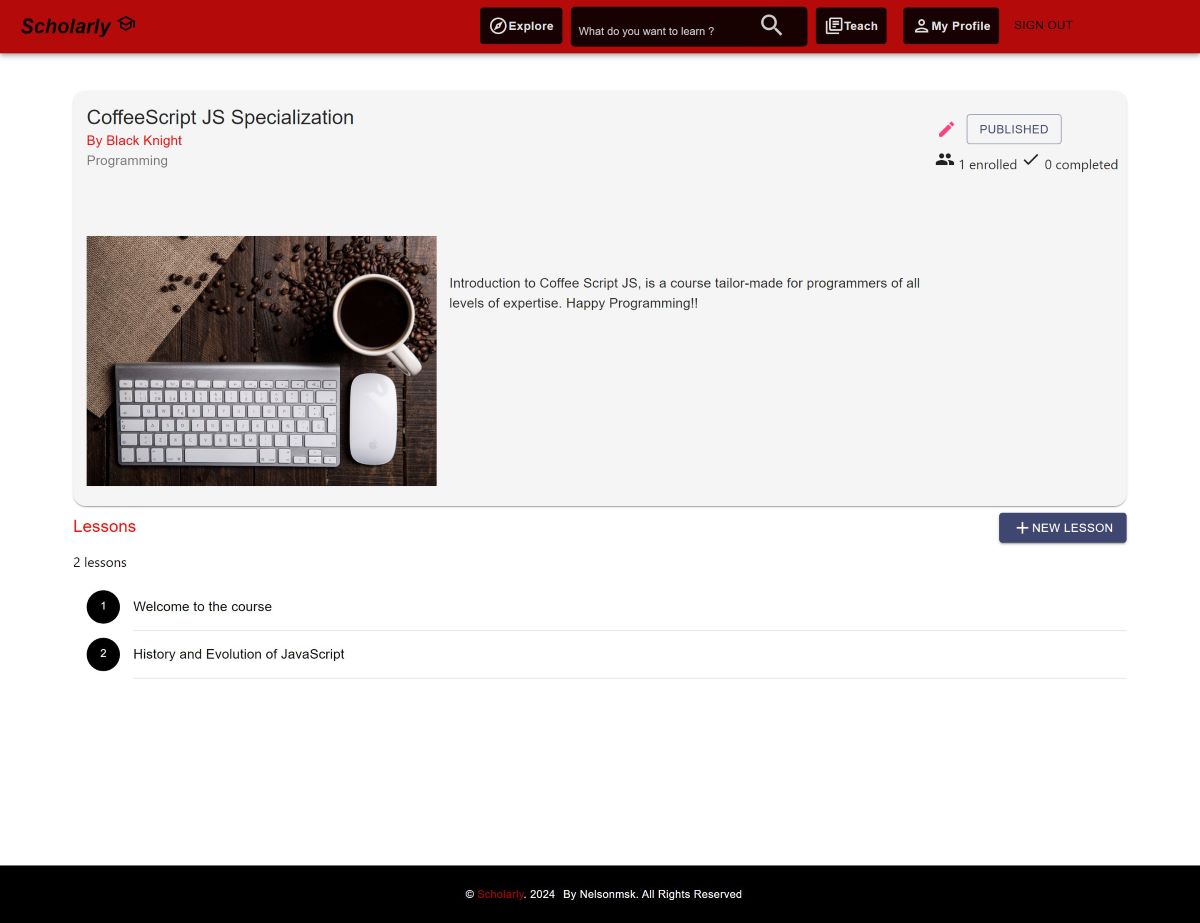 Scholarly
Explore
What do you want to learn ?
Teach
My Profile
SIGN OUT
CoffeeScript JS Specialization
By Black Knight
Programming
PUBLISHED
1 enrolled 0 completed
Introduction to Coffee Script JS, is a course tailor-made for programmers of all
levels of expertise. Happy Programming!!
Lessons
NEW LESSON
2 lessons
1 Welcome to the course
2 History and Evolution of JavaScript
© Scholarly. 2024 By Nelsonmsk. All Rights Reserved